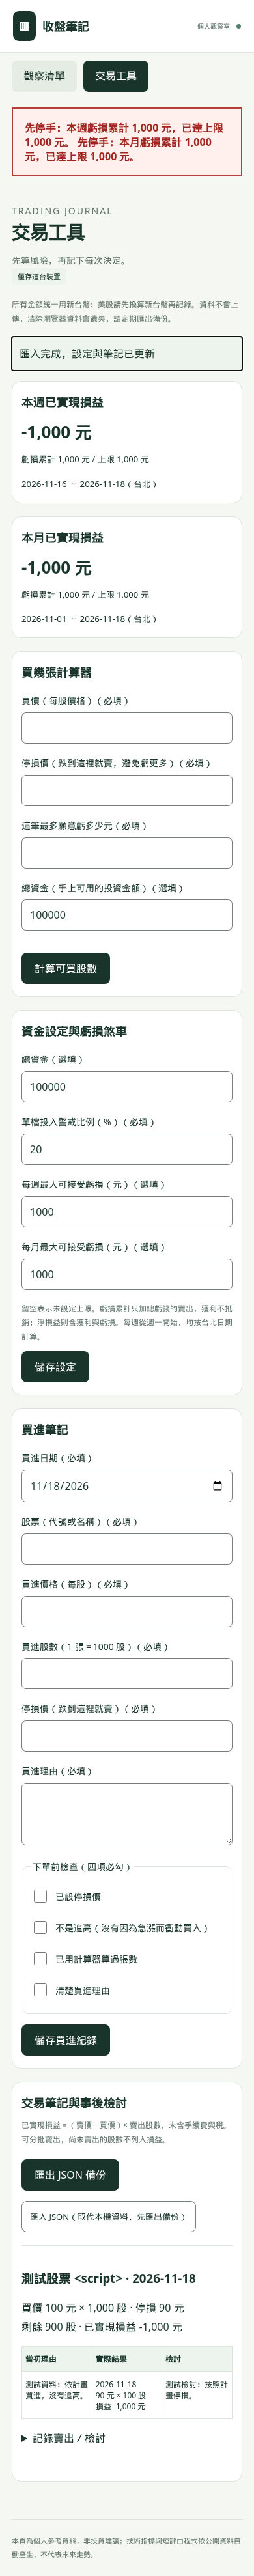 收盤筆記
個人觀察室
觀察清單
交易工具
先停手：本週虧損累計 1,000 元，已達上限
1,000 元。 先停手：本月虧損累計 1,000
元，已達上限 1,000 元。
TRADING JOURNAL
交易工具
先算風險，再記下每次決定。
僅存這台裝置
所有金額統一用新台幣；美股請先換算新台幣再記錄。資料不會上
傳，清除瀏覽器資料會遺失，請定期匯出備份。
匯入完成，設定與筆記已更新
本週已實現損益
-1,000 元
虧損累計 1,000 元 / 上限 1,000 元
2026-11-16 ～ 2026-11-18（台北）
本月已實現損益
-1,000 元
虧損累計 1,000 元 / 上限 1,000 元
2026-11-01 ～ 2026-11-18（台北）
買幾張計算器
買價（每股價格）（必填）
停損價（跌到這裡就賣，避免虧更多）（必填）
這筆最多願意虧多少元（必填）
總資金（手上可用的投資金額）（選填）
100000
計算可買股數
資金設定與虧損煞車
總資金（選填）
100000
單檔投入警戒比例（%）（必填）
20
每週最大可接受虧損（元）（選填）
1000
每月最大可接受虧損（元）（選填）
1000
留空表示未設定上限。虧損累計只加總虧錢的賣出，獲利不抵
銷；淨損益則含獲利與虧損。每週從週一開始，均按台北日期
計算。
儲存設定
買進筆記
買進日期（必填）
11/18/2026
股票（代號或名稱）（必填）
買進價格（每股）（必填）
買進股數（1 張 = 1000 股）（必填）
停損價（跌到這裡就賣）（必填）
買進理由（必填）
下單前檢查（四項必勾）
已設停損價
不是追高（沒有因為急漲而衝動買入）
已用計算器算過張數
清楚買進理由
儲存買進紀錄
交易筆記與事後檢討
已實現損益 =（賣價－買價）× 賣出股數，未含手續費與稅。
可分批賣出，尚未賣出的股數不列入損益。
匯出 JSON 備份
匯入 JSON（取代本機資料，先匯出備份）
測試股票 <script> · 2026-11-18
買價 100 元 × 1,000 股 · 停損 90 元
剩餘 900 股 · 已實現損益 -1,000 元
當初理由 實際結果 檢討
測試資料：依計畫 2026-11-18 測試檢討：按照計
買進，沒有追高。 90 元 × 100 股 畫停損。
損益 -1,000 元
▶ 記錄賣出 / 檢討
本頁為個人參考資料，非投資建議；技術指標與短評由程式依公開資料自
動產生，不代表未來走勢。